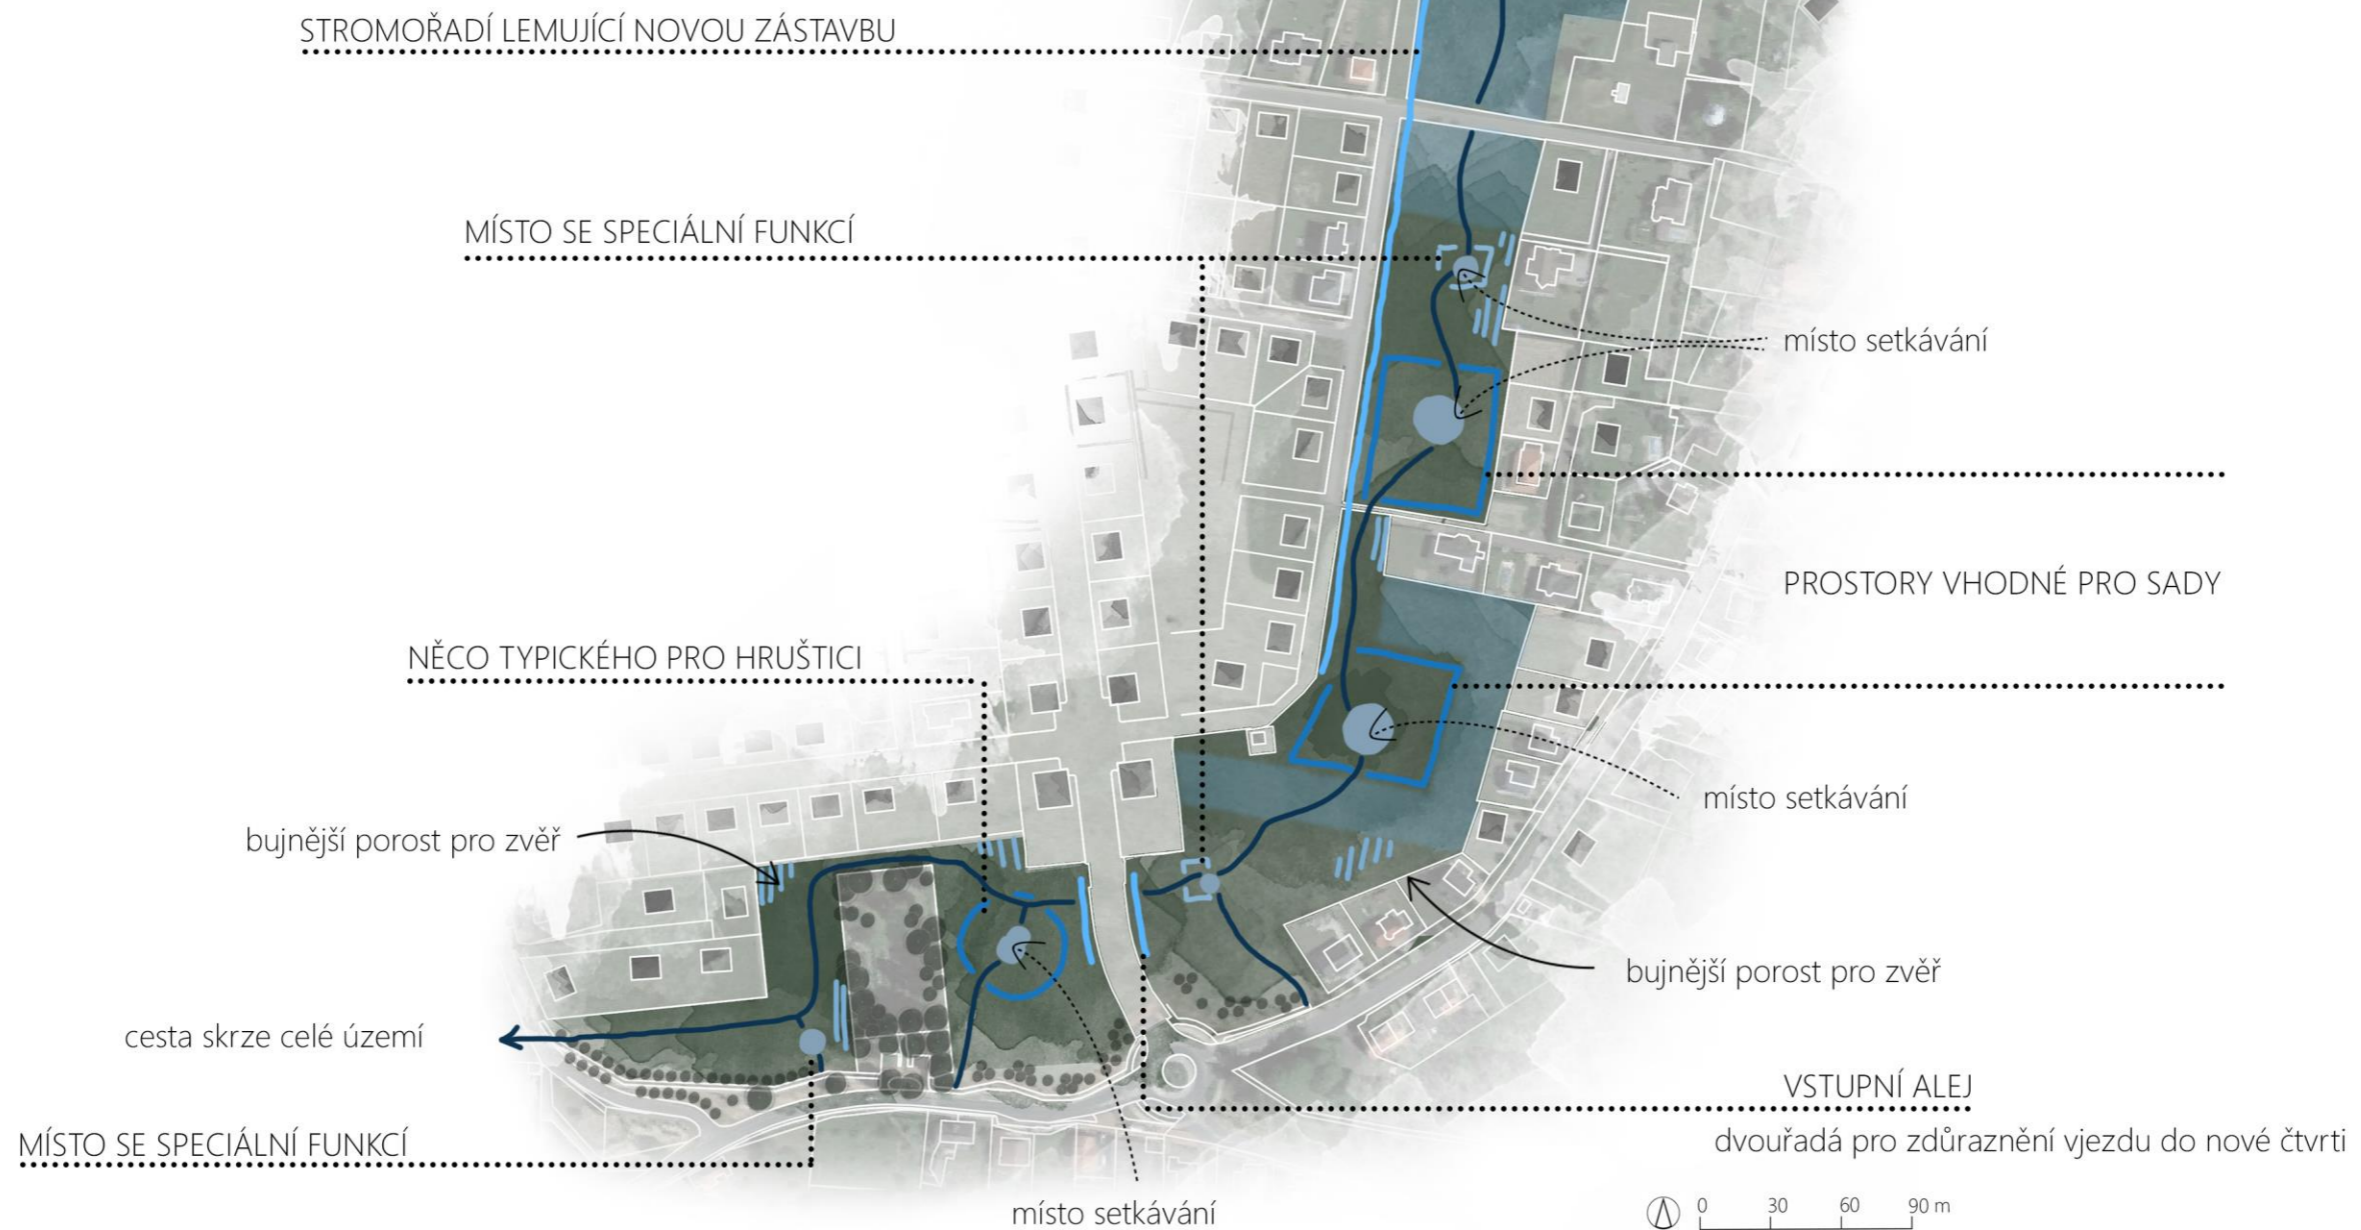 STROMOŘADÍ LEMUJÍCÍ NOVOU ZÁSTAVBU
MÍSTO SE SPECIÁLNÍ FUNKCÍ
místo setkávání
PROSTORY VHODNÉ PRO SADY
NĚCO TYPICKÉHO PRO HRUŠTICI
místo setkávání
bujnější porost pro zvěř
bujnější porost pro zvěř
cesta skrze celé území
VSTUPNÍ ALEJ
dvouřadá pro zdůraznění vjezdu do nové čtvrti
MÍSTO SE SPECIÁLNÍ FUNKCÍ
místo setkávání
0 30 60 90 m